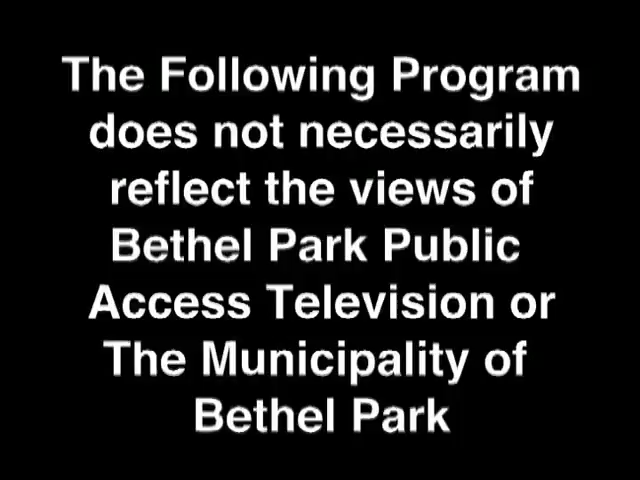 The Following Program
does not necessarily
reflect the views of
Bethel Park Public
Access Television or
The Municipality of
Bethel Park